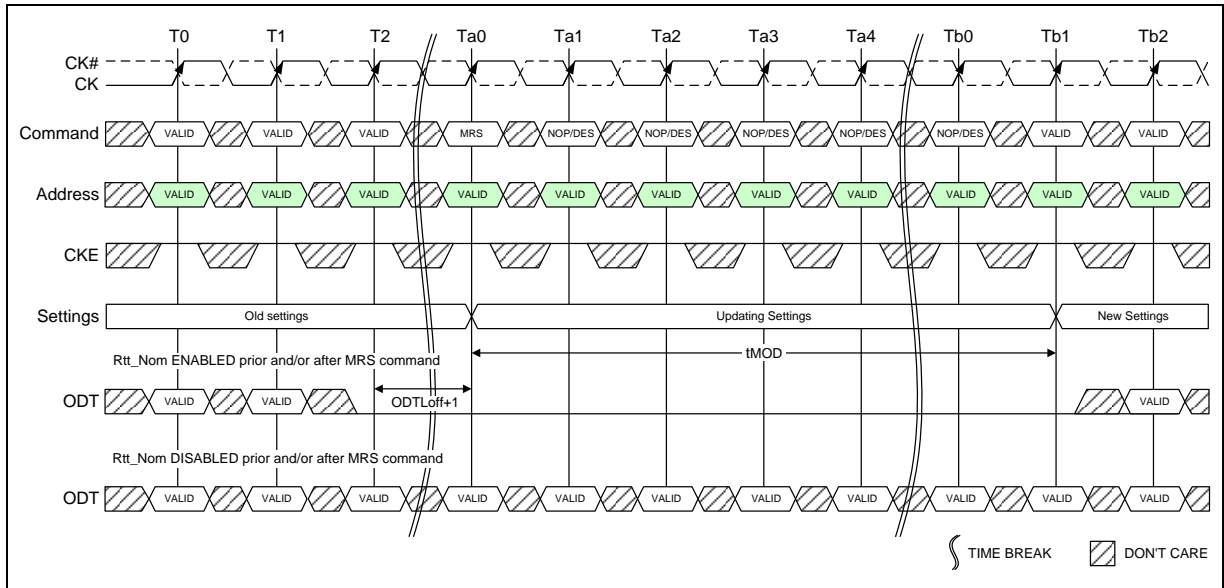 T0 T1 T2 Ta0 Ta1 Ta2 Ta3 Ta4 Tb0 Tb1 Tb2
CK#
CK
Command VALID VALID VALID MRS NOP/DES NOP/DES NOP/DES NOP/DES NOP/DES VALID VALID
Address VALID VALID VALID VALID VALID VALID VALID VALID VALID VALID VALID
CKE
Settings Old settings Updating Settings New Settings
Rtt_Nom ENABLED prior and/or after MRS command tMOD
ODT VALID VALID ODTLoff+1 VALID
Rtt_Nom DISABLED prior and/or after MRS command
ODT VALID VALID VALID VALID VALID VALID VALID VALID VALID VALID VALID
TIME BREAK DON'T CARE